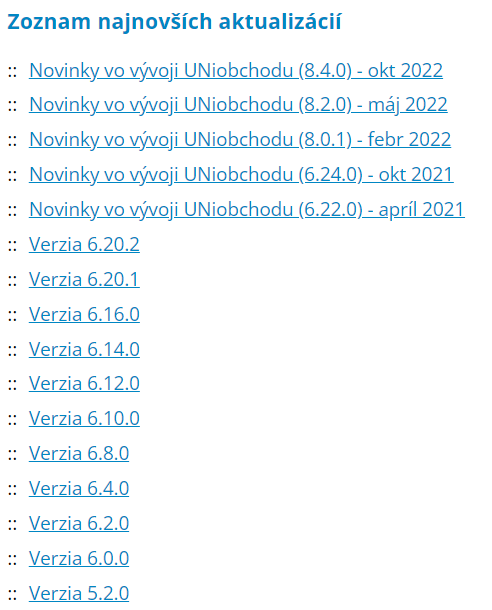 Zoznam najnovších aktualizácií
:: Novinky vo vývoji UNiobchodu (8.4.0) - okt 2022
:: Novinky vo vývoji UNiobchodu (8.2.0) - máj 2022
:: Novinky vo vývoji UNiobchodu (8.0.1) - febr 2022
:: Novinky vo vývoji UNiobchodu (6.24.0) - okt 2021
:: Novinky vo vývoji UNiobchodu (6.22.0) - apríl 2021
:: Verzia 6.20.2
:: Verzia 6.20.1
:: Verzia 6.16.0
:: Verzia 6.14.0
:: Verzia 6.12.0
:: Verzia 6.10.0
:: Verzia 6.8.0
:: Verzia 6.4.0
:: Verzia 6.2.0
:: Verzia 6.0.0
:: Verzia 5.2.0